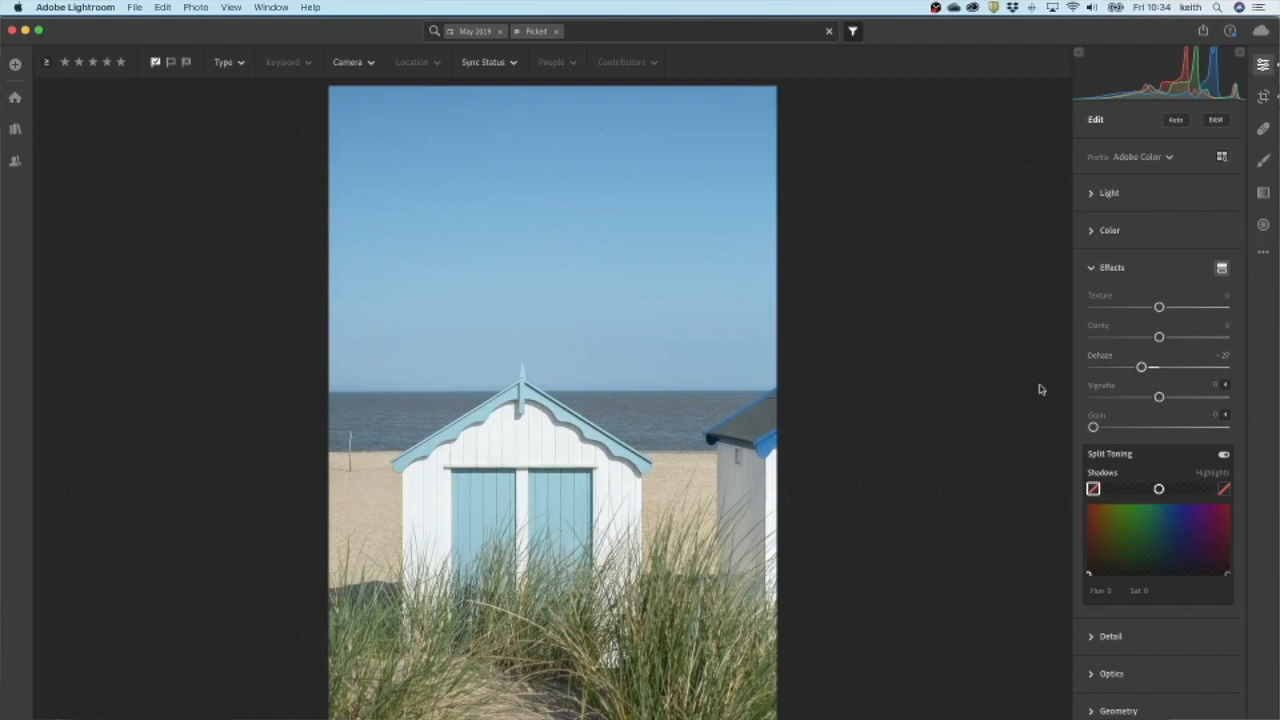 Adobe Lightroom File Edit Photo View Window Help Fri 10:34 keith
May 2019 × Picked ×
Type Keyword Camera Location Sync Status People Contributors
Edit Auto B&W
Profile Adobe Color
Light
Color
Effects
Texture 0
Clarity 0
Dehaze - 27
Vignette 0
Grain 0
Split Toning
Shadows Highlights
Hue 0 Sat 0
Detail
Optics
Geometry